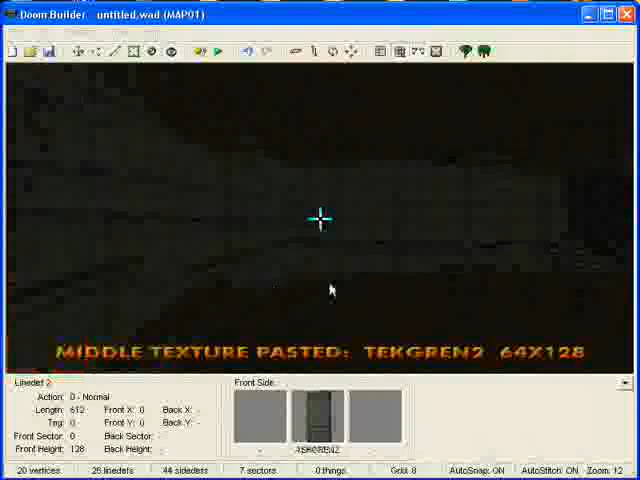 Doom Builder - untitled.wad (MAP01)
MIDDLE TEXTURE PASTED: TEKGREN2 64X128
Linedef 2
Action: 0 - Normal
Length: 612 Front X: 0 Back X: -
Tag: 0 Front Y: 0 Back Y: -
Front Sector: 0 Back Sector: -
Front Height: 128 Back Height: -
Front Side
- TEKGREN2
20 vertices 26 linedefs 44 sidedefs 7 sectors 0 things Grid: 8 AutoSnap: ON AutoStitch: ON Zoom: 12